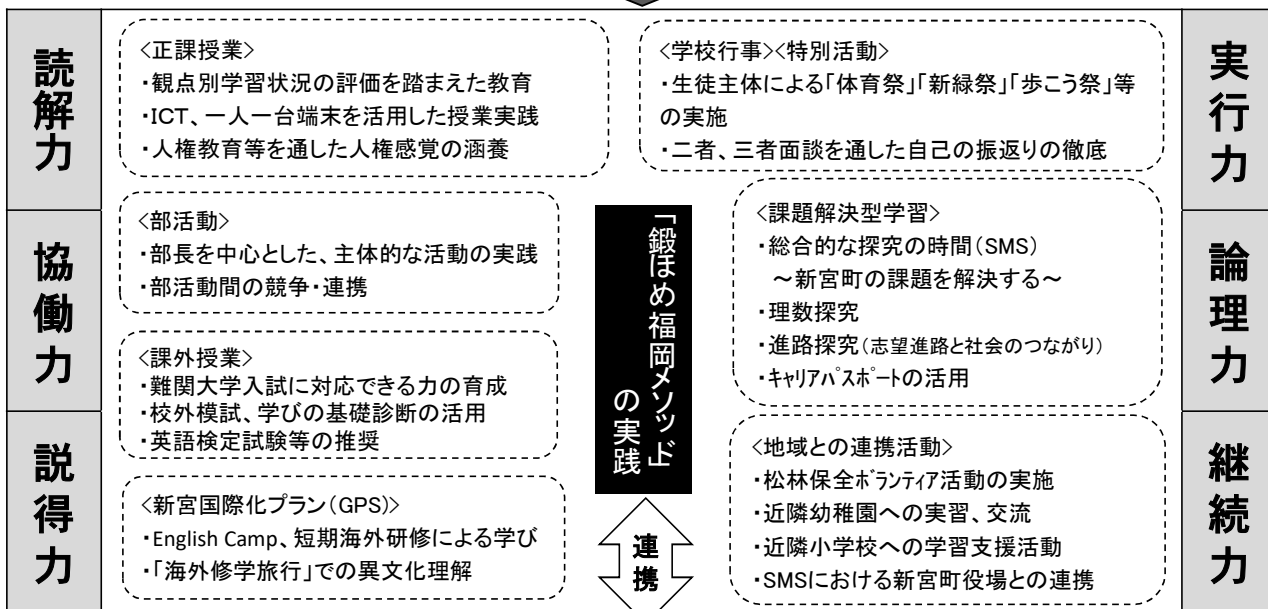 読解力
協働力
説得力
<正課授業>
・観点別学習状況の評価を踏まえた教育
・ICT、一人一台端末を活用した授業実践
・人権教育等を通した人権感覚の涵養
<部活動>
・部長を中心とした、主体的な活動の実践
・部活動間の競争・連携
<課外授業>
・難関大学入試に対応できる力の育成
・校外模試、学びの基礎診断の活用
・英語検定試験等の推奨
<新宮国際化プラン(GPS)>
・English Camp、短期海外研修による学び
・「海外修学旅行」での異文化理解
「鍛ほめ福岡メソッド」
の実践
連携
<学校行事><特別活動>
・生徒主体による「体育祭」「新緑祭」「歩こう祭」等
の実施
・二者、三者面談を通した自己の振返りの徹底
<課題解決型学習>
・総合的な探究の時間(SMS)
～新宮町の課題を解決する～
・理数探究
・進路探究(志望進路と社会のつながり)
・キャリアパスポートの活用
<地域との連携活動>
・松林保全ボランティア活動の実施
・近隣幼稚園への実習、交流
・近隣小学校への学習支援活動
・SMSにおける新宮町役場との連携
実行力
論理力
継続力